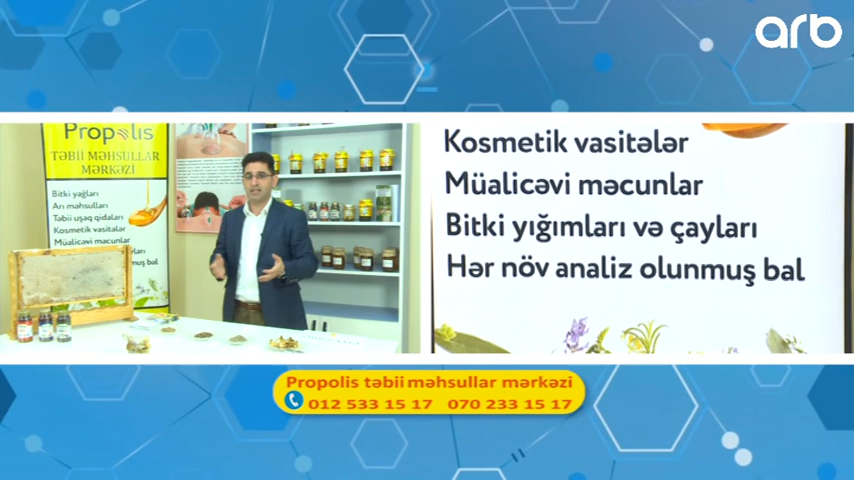 arb
Propolis
TƏBİİ MƏHSULLAR
MƏRKƏZİ
Bitki yağları
Arı məhsulları
Təbii uşaq qidaları
Kosmetik vasitələr
Müalicəvi məcunlar
Kosmetik vasitələr
Müalicəvi məcunlar
Bitki yığımları və çayları
Hər növ analiz olunmuş bal
Propolis təbii məhsullar mərkəzi
012 533 15 17 070 233 15 17